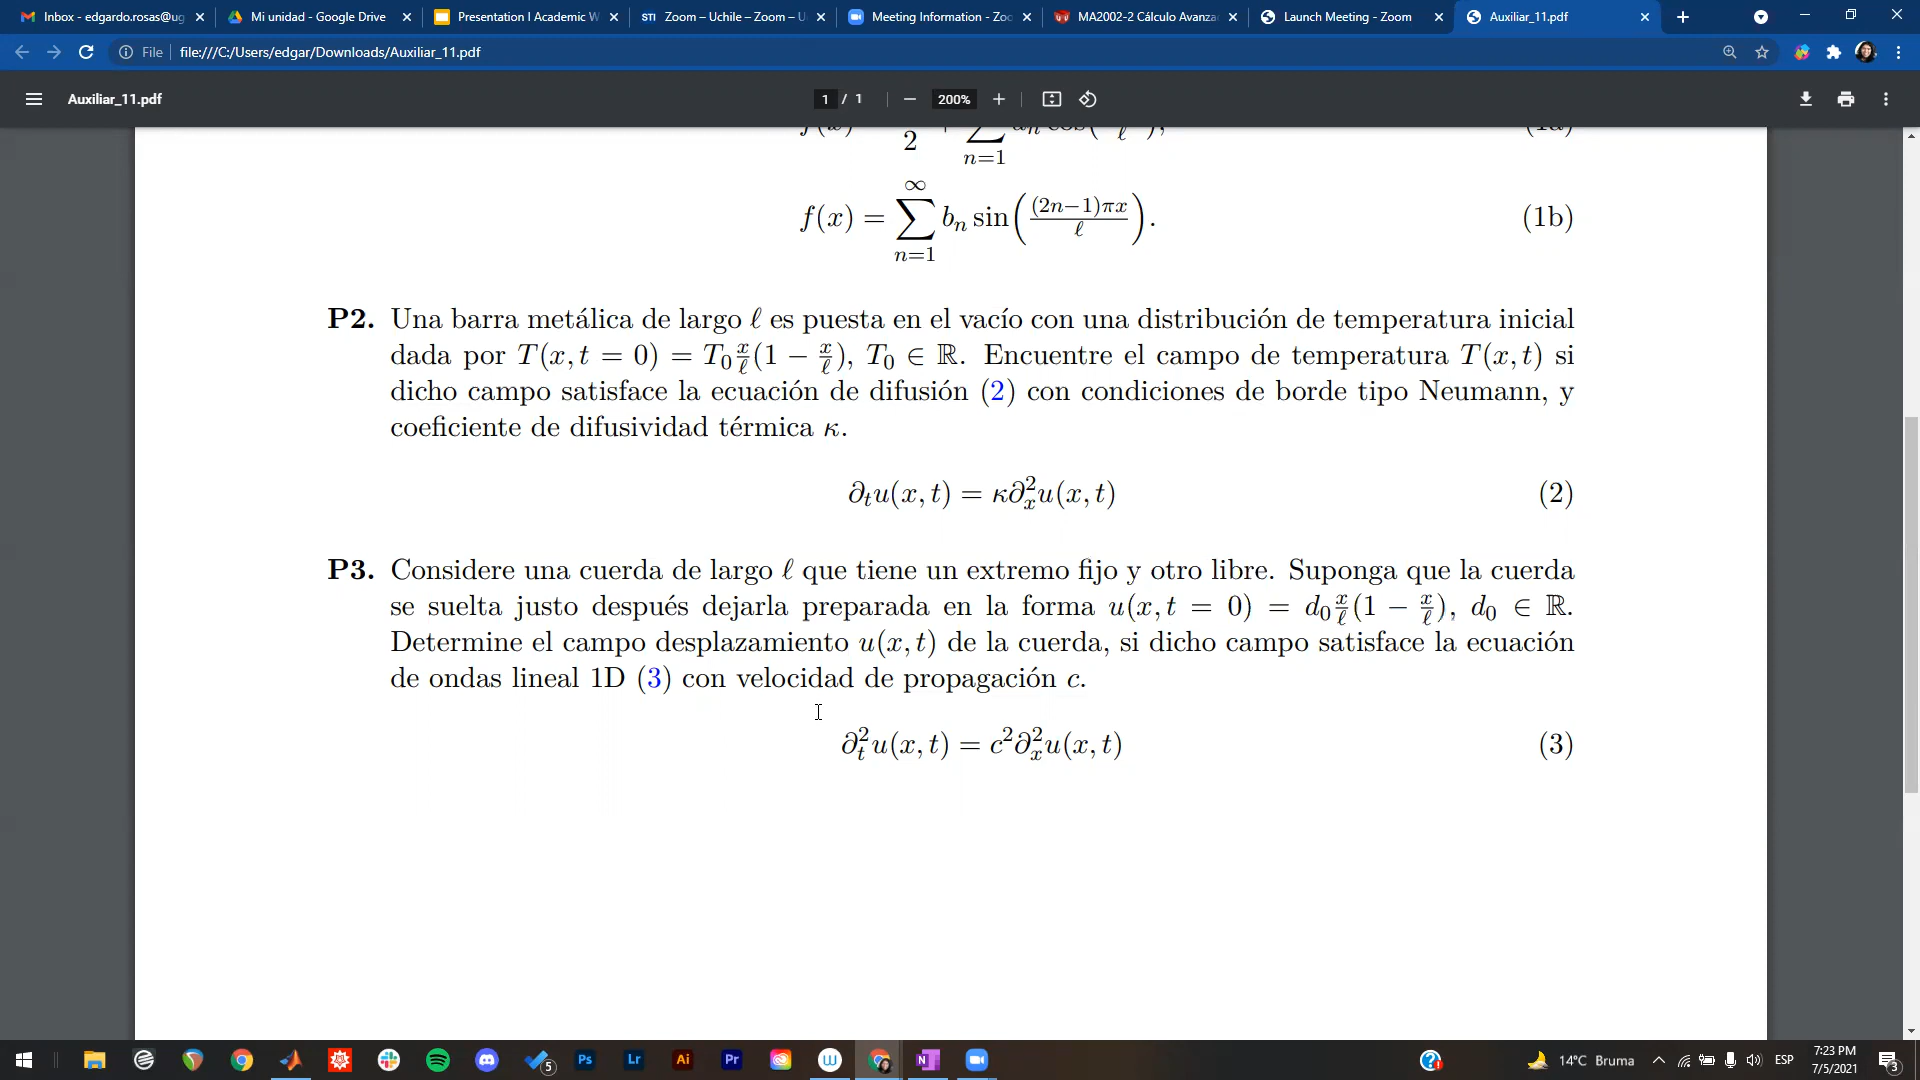 Inbox - edgardo.rosas@ug
Mi unidad - Google Drive
Presentation I Academic W
Zoom – Uchile – Zoom – U
Meeting Information - Zoo
MA2002-2 Cálculo Avanza
Launch Meeting - Zoom
Auxiliar_11.pdf
File file:///C:/Users/edgar/Downloads/Auxiliar_11.pdf
Auxiliar_11.pdf
1 / 1
200%
2
n=1
f(x) = ∑_{n=1}^{∞} b_n sin((2n−1)πx/ℓ). (1b)
P2. Una barra metálica de largo ℓ es puesta en el vacío con una distribución de temperatura inicial
dada por T(x, t = 0) = T₀ x/ℓ (1 − x/ℓ), T₀ ∈ ℝ. Encuentre el campo de temperatura T(x, t) si
dicho campo satisface la ecuación de difusión (2) con condiciones de borde tipo Neumann, y
coeficiente de difusividad térmica κ.
∂ₜu(x, t) = κ∂ₓ²u(x, t) (2)
P3. Considere una cuerda de largo ℓ que tiene un extremo fijo y otro libre. Suponga que la cuerda
se suelta justo después dejarla preparada en la forma u(x, t = 0) = d₀ x/ℓ (1 − x/ℓ), d₀ ∈ ℝ.
Determine el campo desplazamiento u(x, t) de la cuerda, si dicho campo satisface la ecuación
de ondas lineal 1D (3) con velocidad de propagación c.
∂ₜ²u(x, t) = c²∂ₓ²u(x, t) (3)
5
Ps
Lr
Ai
Pr
W
N
14°C Bruma
ESP
7:23 PM
7/5/2021
3